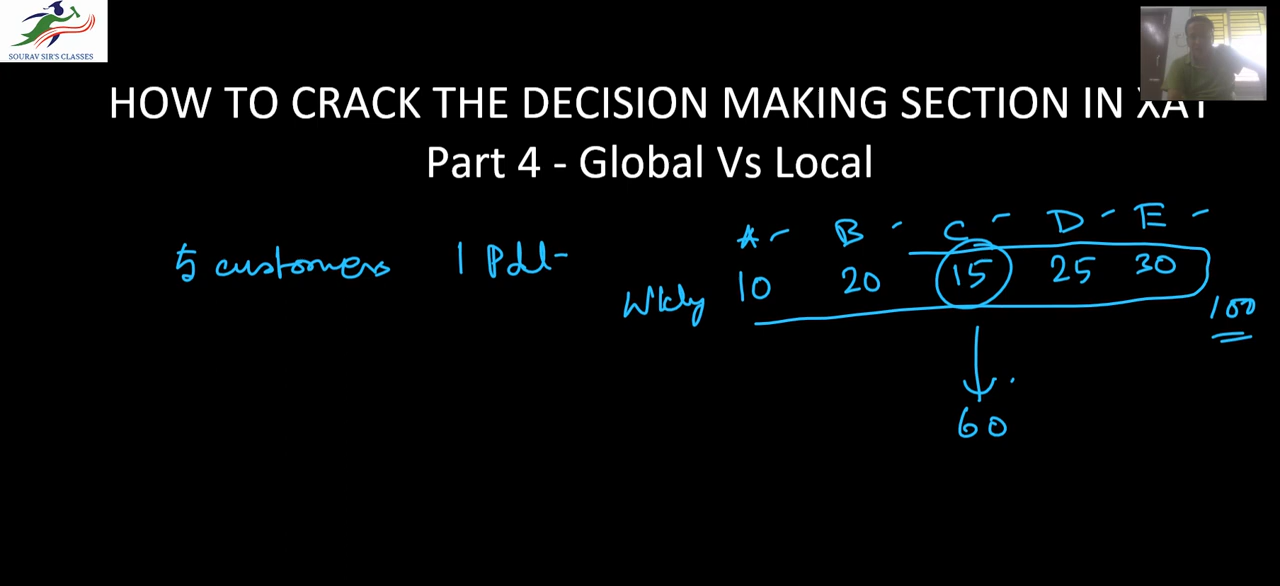 SOURAV SIR'S CLASSES
HOW TO CRACK THE DECISION MAKING SECTION IN XAT
Part 4 - Global Vs Local
A B C D E
5 customers 1 Pdt
Wkly 10 20 15 25 30
100
60